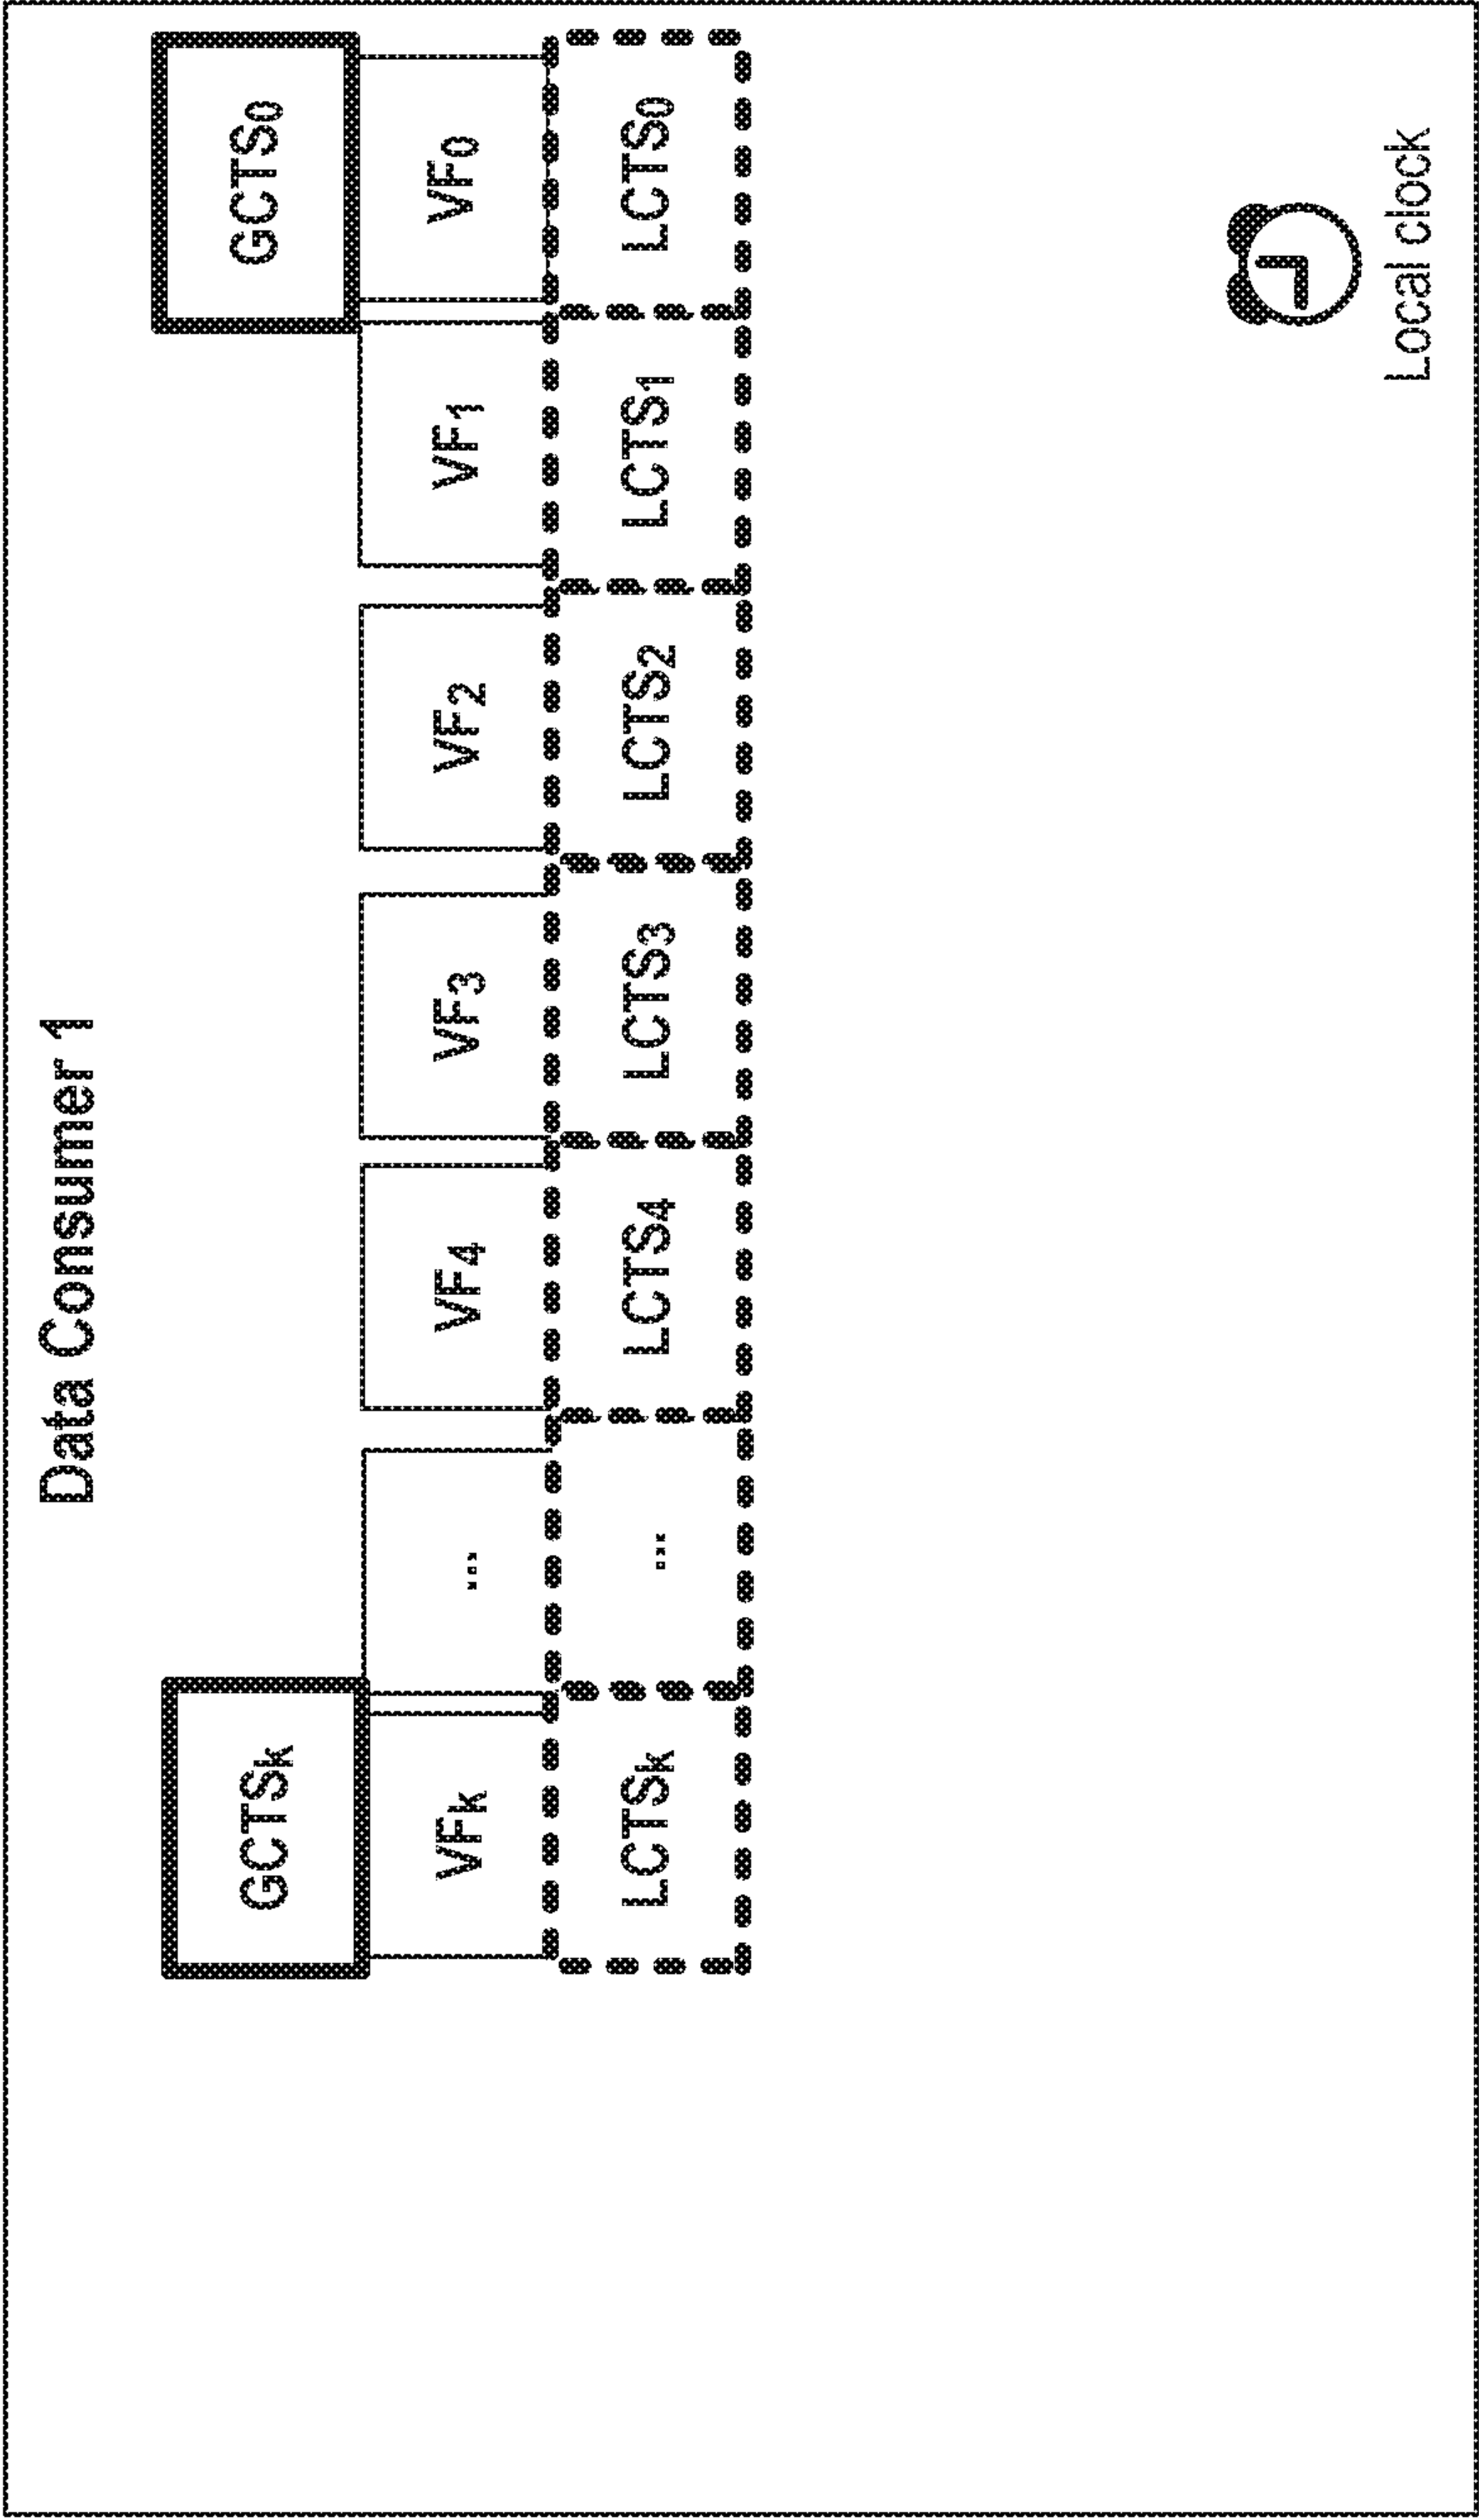 Data Consumer 1
GCTSk GCTS0
VFk ... VF4 VF3 VF2 VF1 VF0
LCTSk ... LCTS4 LCTS3 LCTS2 LCTS1 LCTS0
Local clock